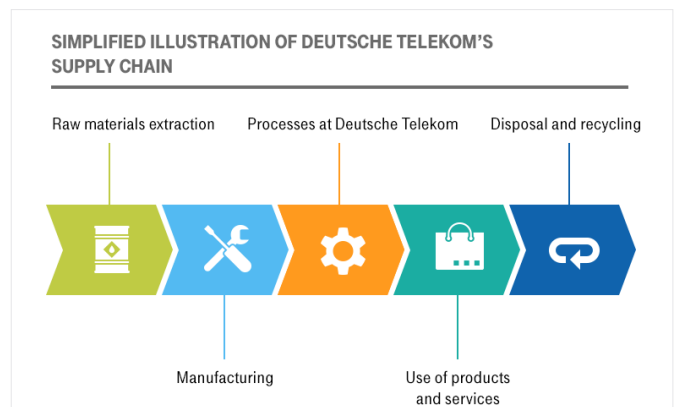 SIMPLIFIED ILLUSTRATION OF DEUTSCHE TELEKOM’S
SUPPLY CHAIN
Raw materials extraction
Processes at Deutsche Telekom
Disposal and recycling
Manufacturing
Use of products
and services